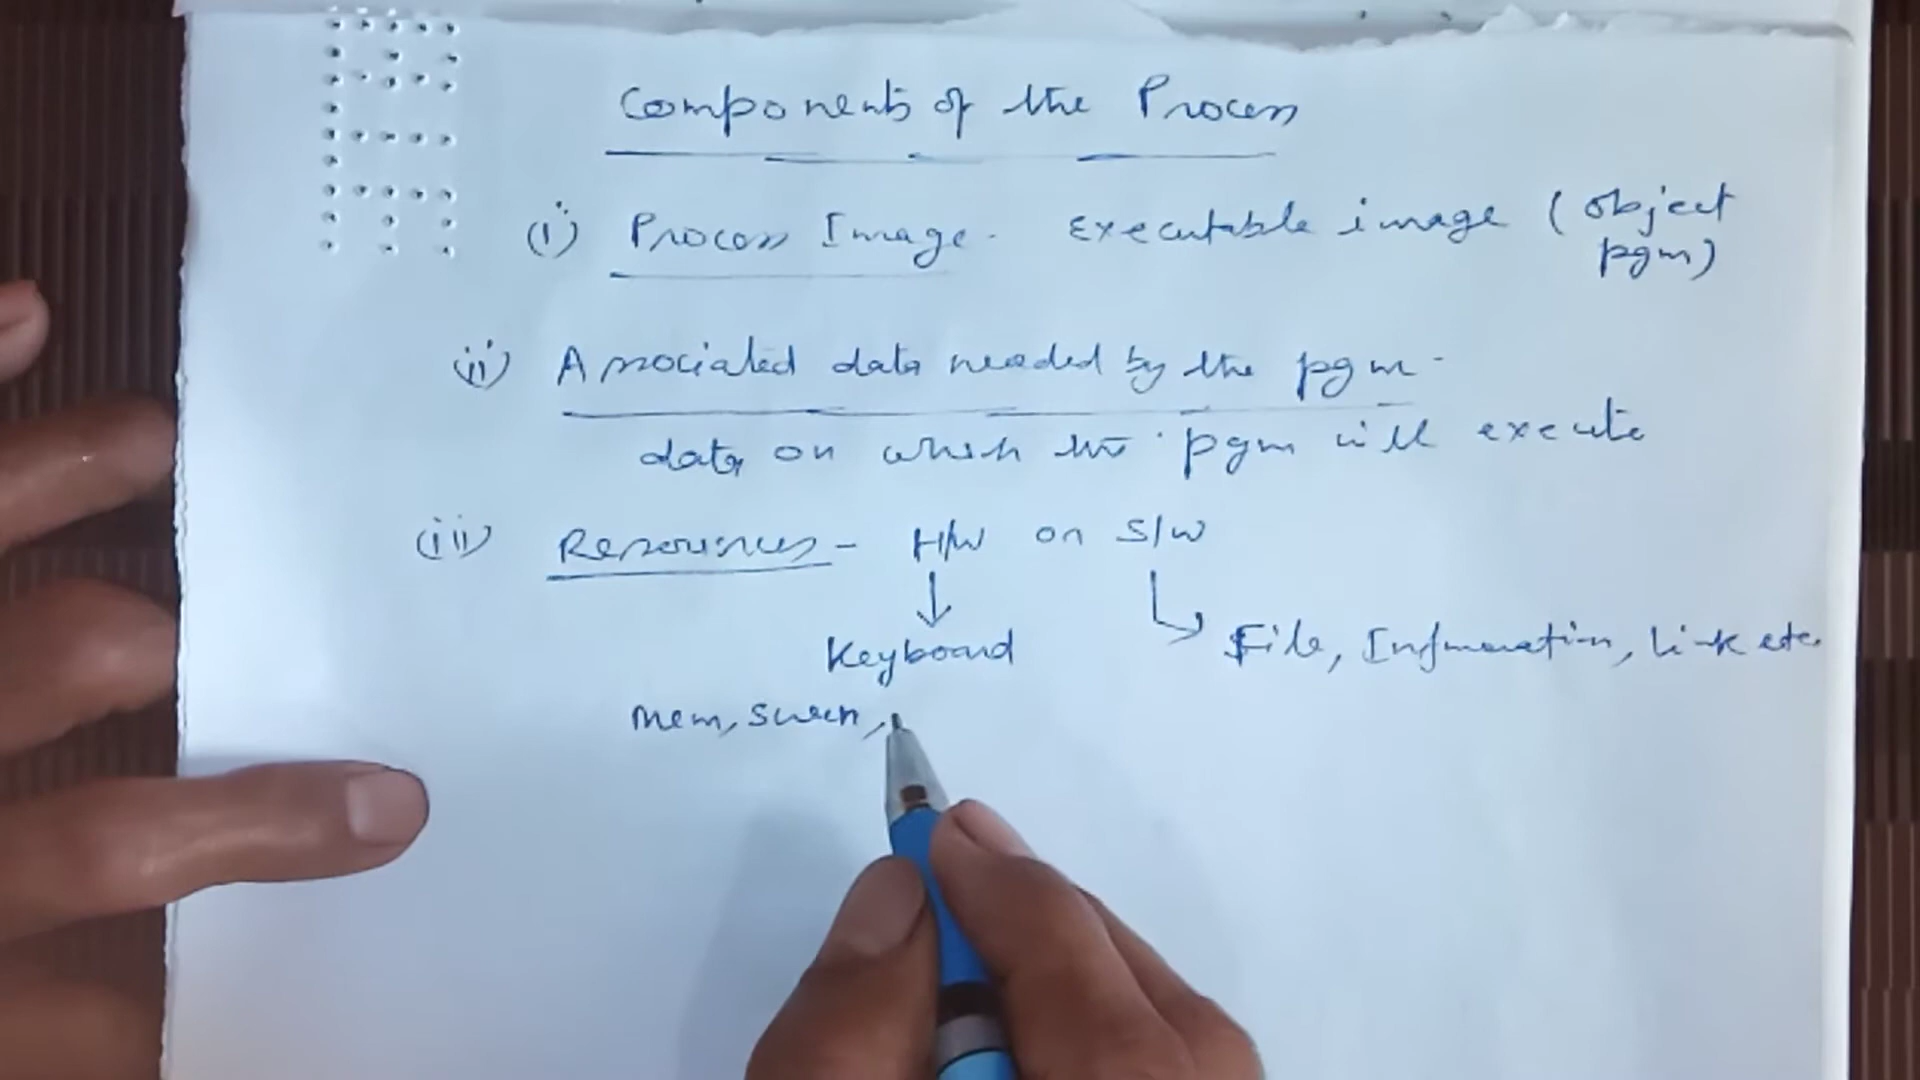 Components of the Process
(i) Process Image - Executable image (object
pgm)
ii) Associated data needed by the pgm -
data on which the pgm will execute
(iii) Resources - H/W or S/W
Keyboard
File, Information, link etc.
Mem, Screen,